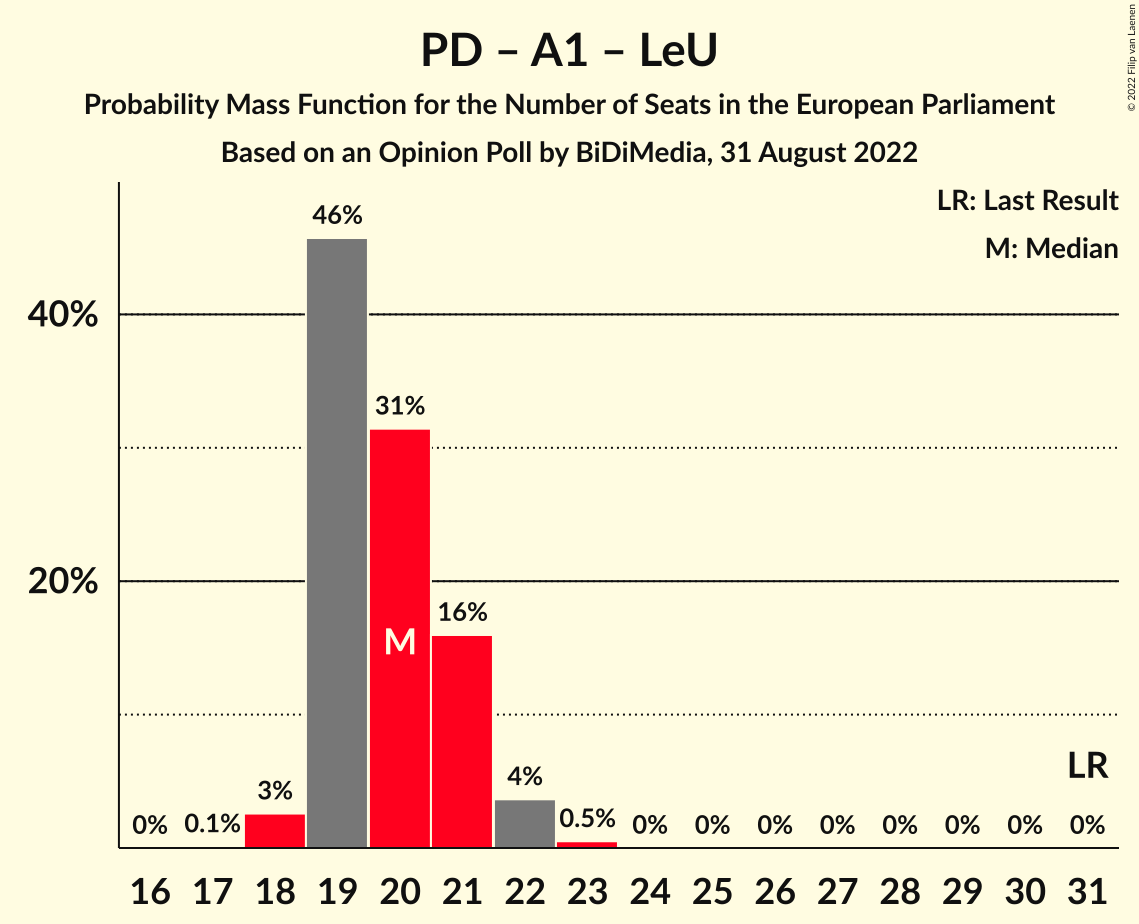 PD – A1 – LeU
Probability Mass Function for the Number of Seats in the European Parliament
Based on an Opinion Poll by BiDiMedia, 31 August 2022
© 2022 Filip van Laenen
LR: Last Result
M: Median
40%
20%
0%
0.1%
3%
46%
31%
16%
4%
0.5%
0%
0%
0%
0%
0%
0%
0%
0%
M
LR
16 17 18 19 20 21 22 23 24 25 26 27 28 29 30 31